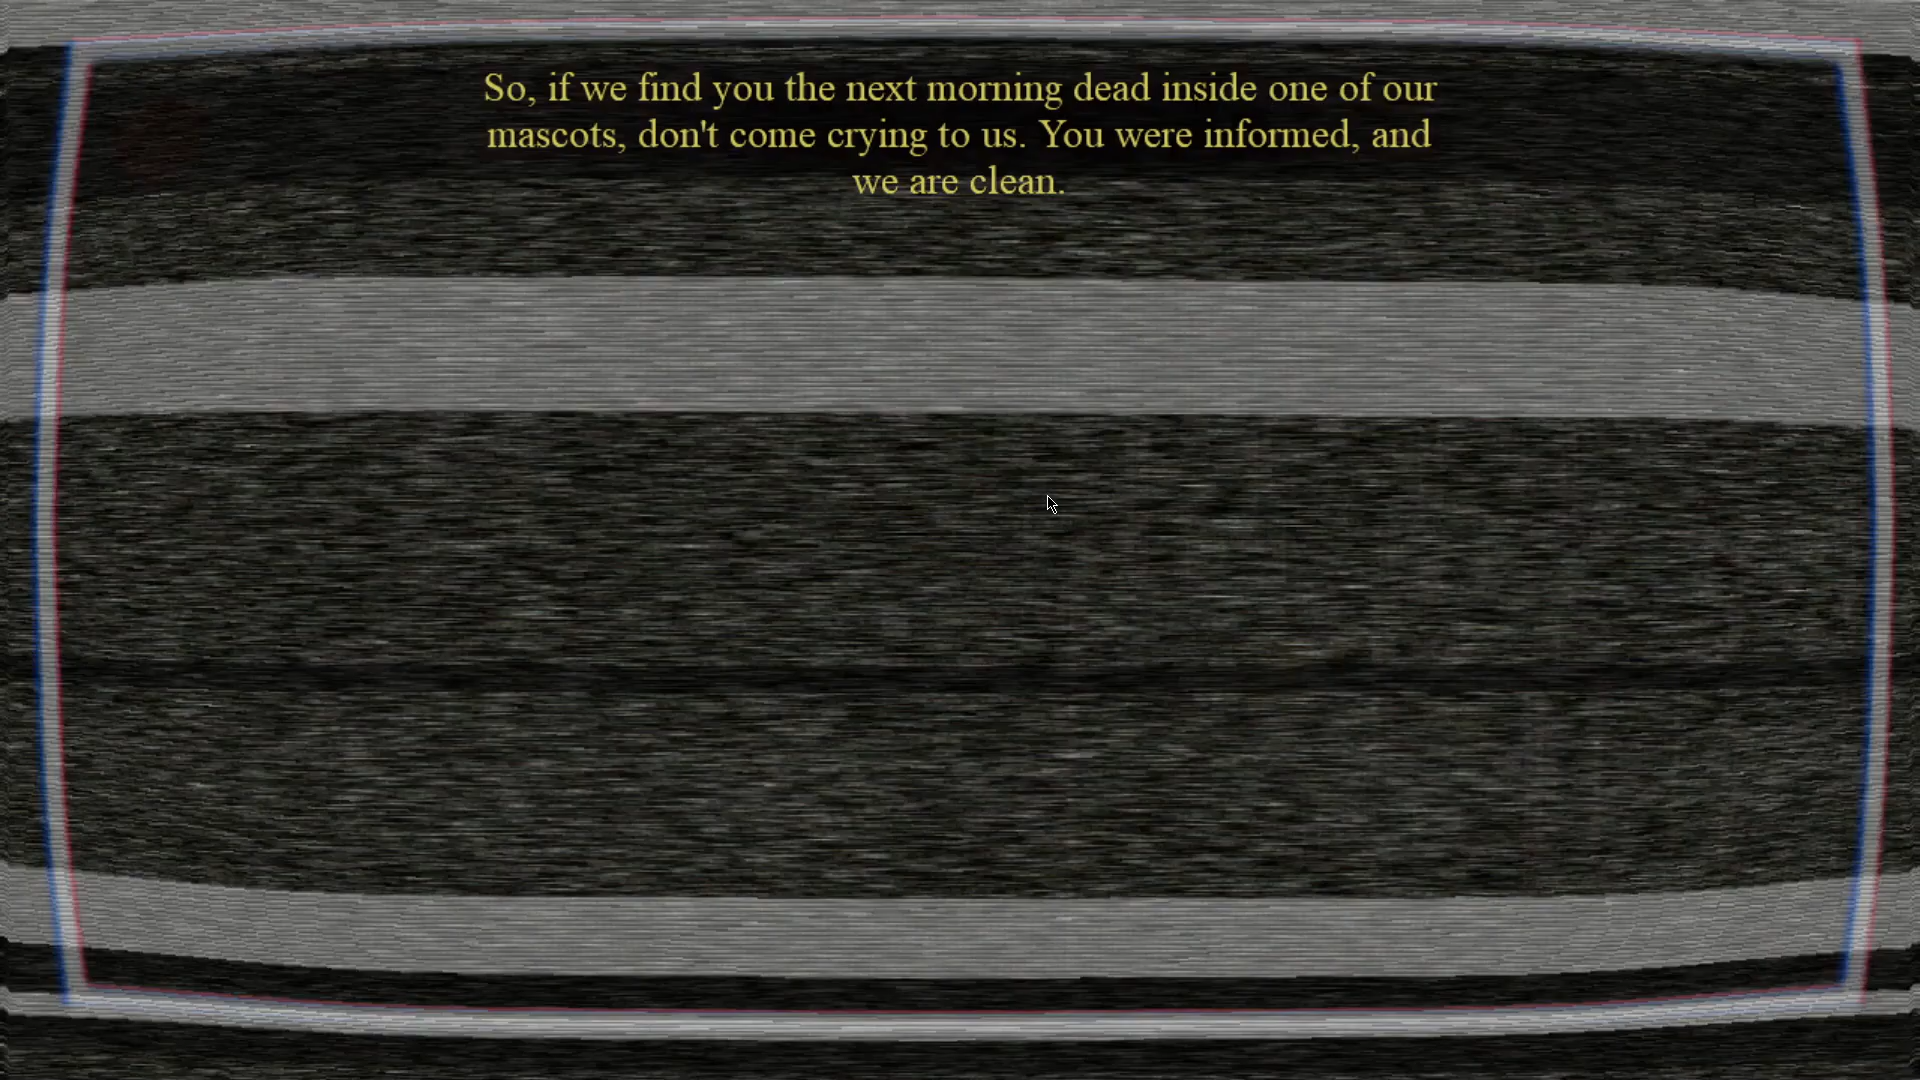 So, if we find you the next morning dead inside one of our
mascots, don't come crying to us. You were informed, and
we are clean.